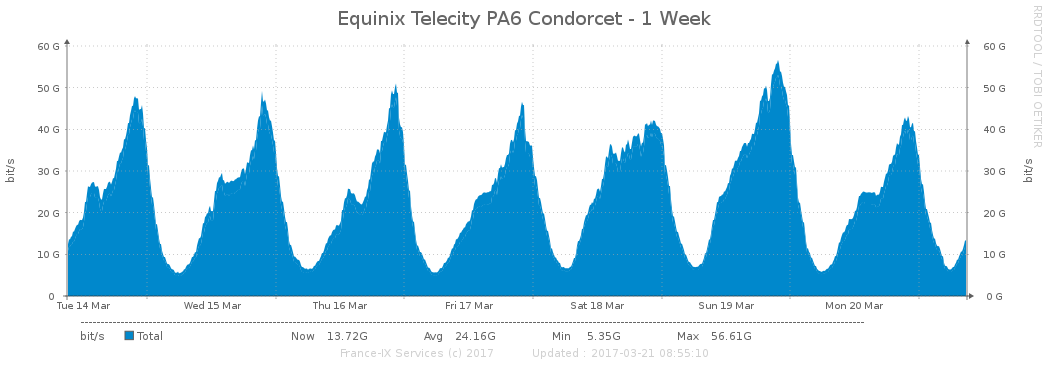 Equinix Telecity PA6 Condorcet - 1 Week
RRDTOOL / TOBI OETIKER
60 G 60 G
50 G 50 G
40 G 40 G
30 G 30 G
20 G 20 G
10 G 10 G
0 0 G
bit/s
bit/s
Tue 14 Mar Wed 15 Mar Thu 16 Mar Fri 17 Mar Sat 18 Mar Sun 19 Mar Mon 20 Mar
bit/s Total Now 13.72G Avg 24.16G Min 5.35G Max 56.61G
France-IX Services (c) 2017 Updated : 2017-03-21 08:55:10